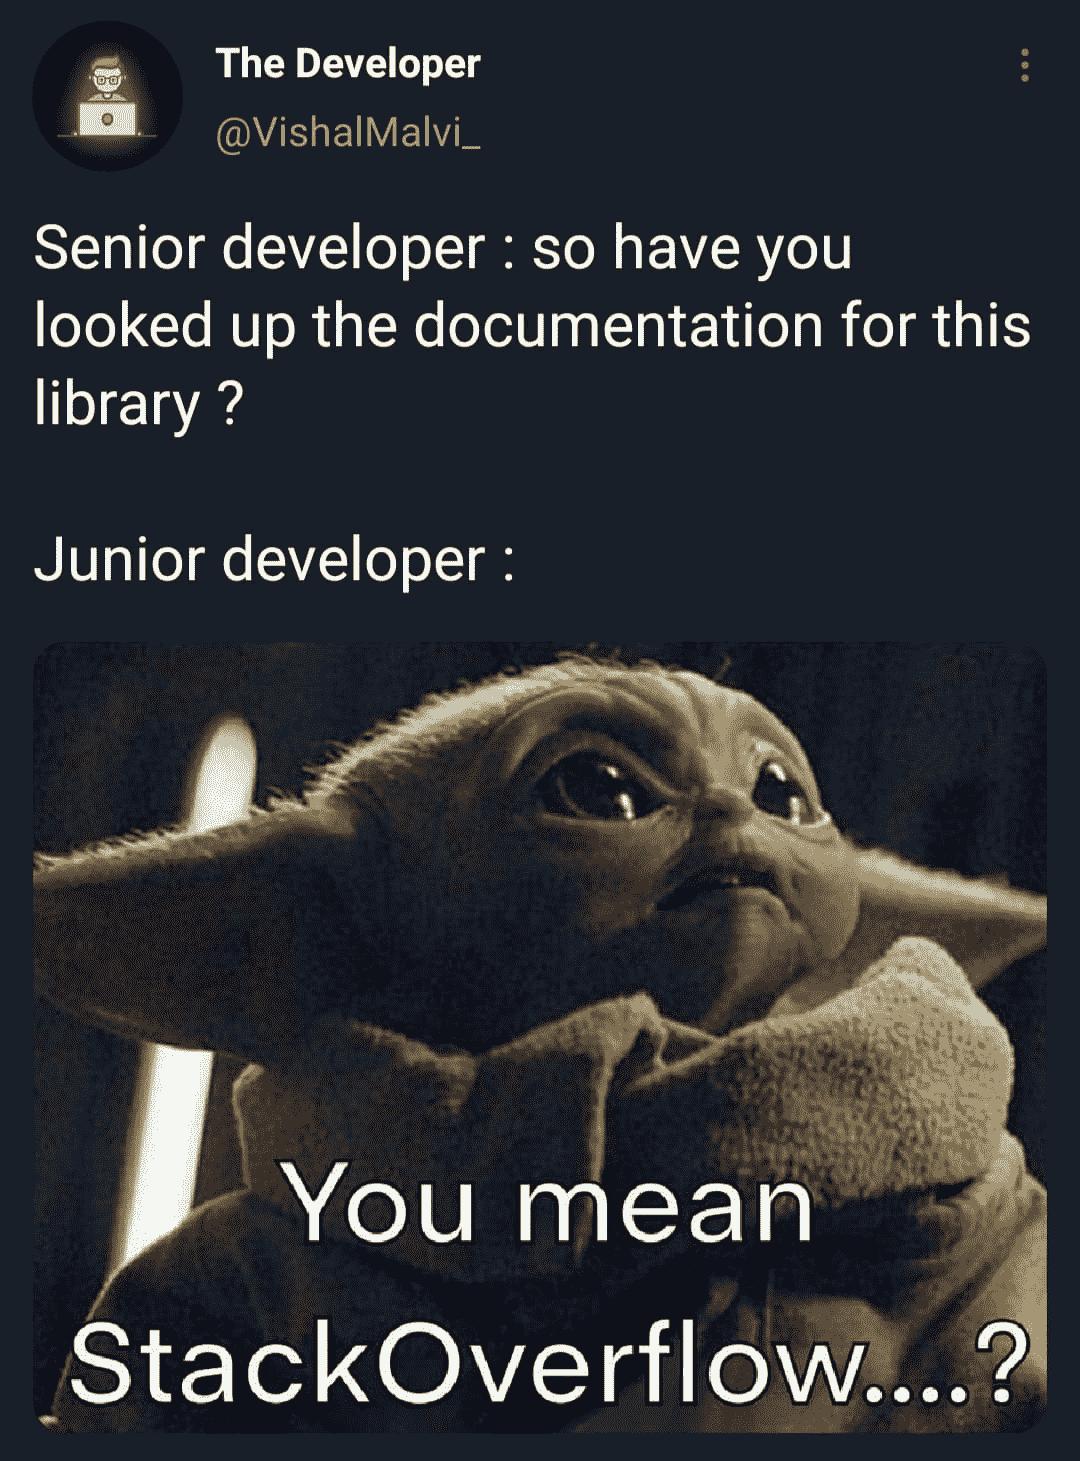 The Developer
@VishalMalvi_
Senior developer : so have you
looked up the documentation for this
library ?
Junior developer :
You mean
StackOverflow....?